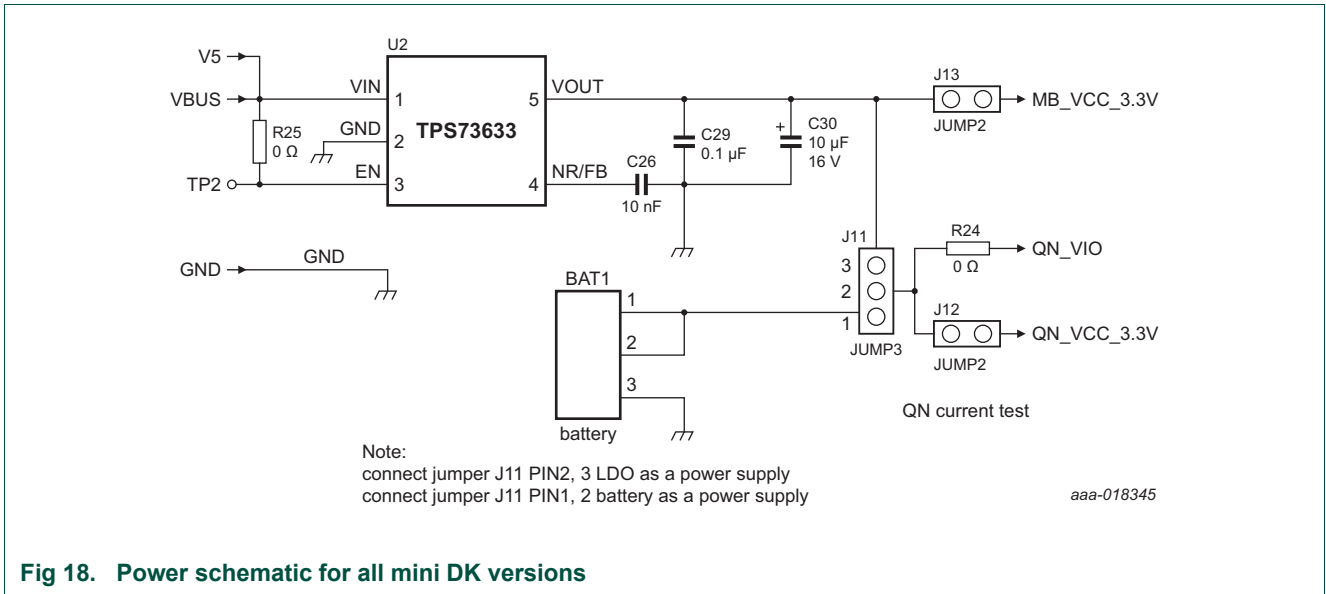 U2
V5
VIN
VOUT
J13
VBUS
1
5
MB_VCC_3.3V
R25
0 Ω
GND
2
TPS73633
C29
0.1 µF
+
C30
10 µF
16 V
JUMP2
TP2
EN
3
4
NR/FB
C26
10 nF
J11
R24
GND
GND
3
QN_VIO
0 Ω
BAT1
2
1
1
J12
QN_VCC_3.3V
2
JUMP3
JUMP2
3
QN current test
battery
Note:
connect jumper J11 PIN2, 3 LDO as a power supply
connect jumper J11 PIN1, 2 battery as a power supply
aaa-018345
Fig 18. Power schematic for all mini DK versions